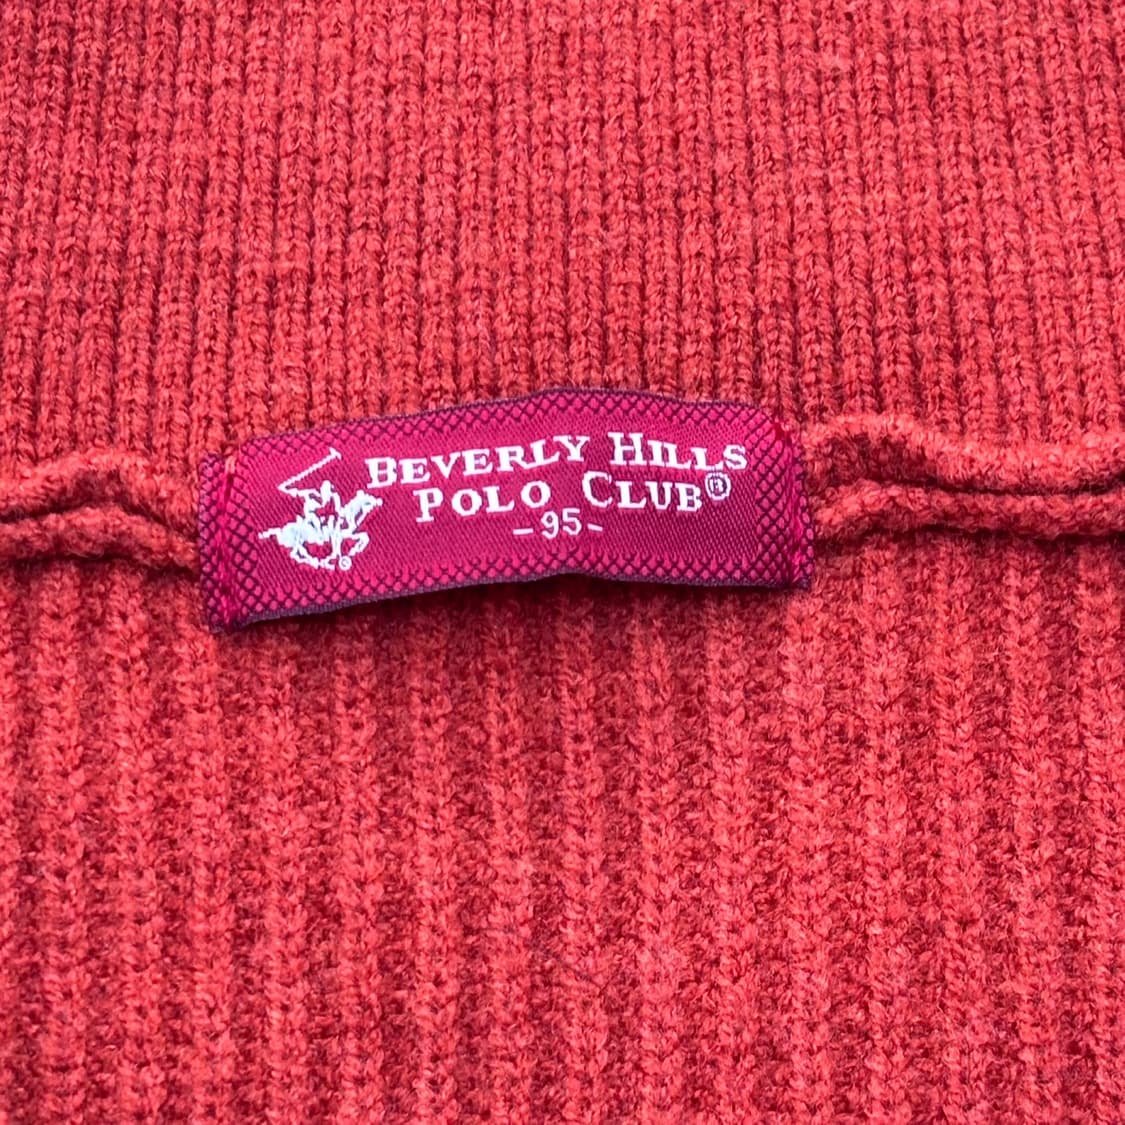 BEVERLY HILLS
POLO CLUB®
-95-